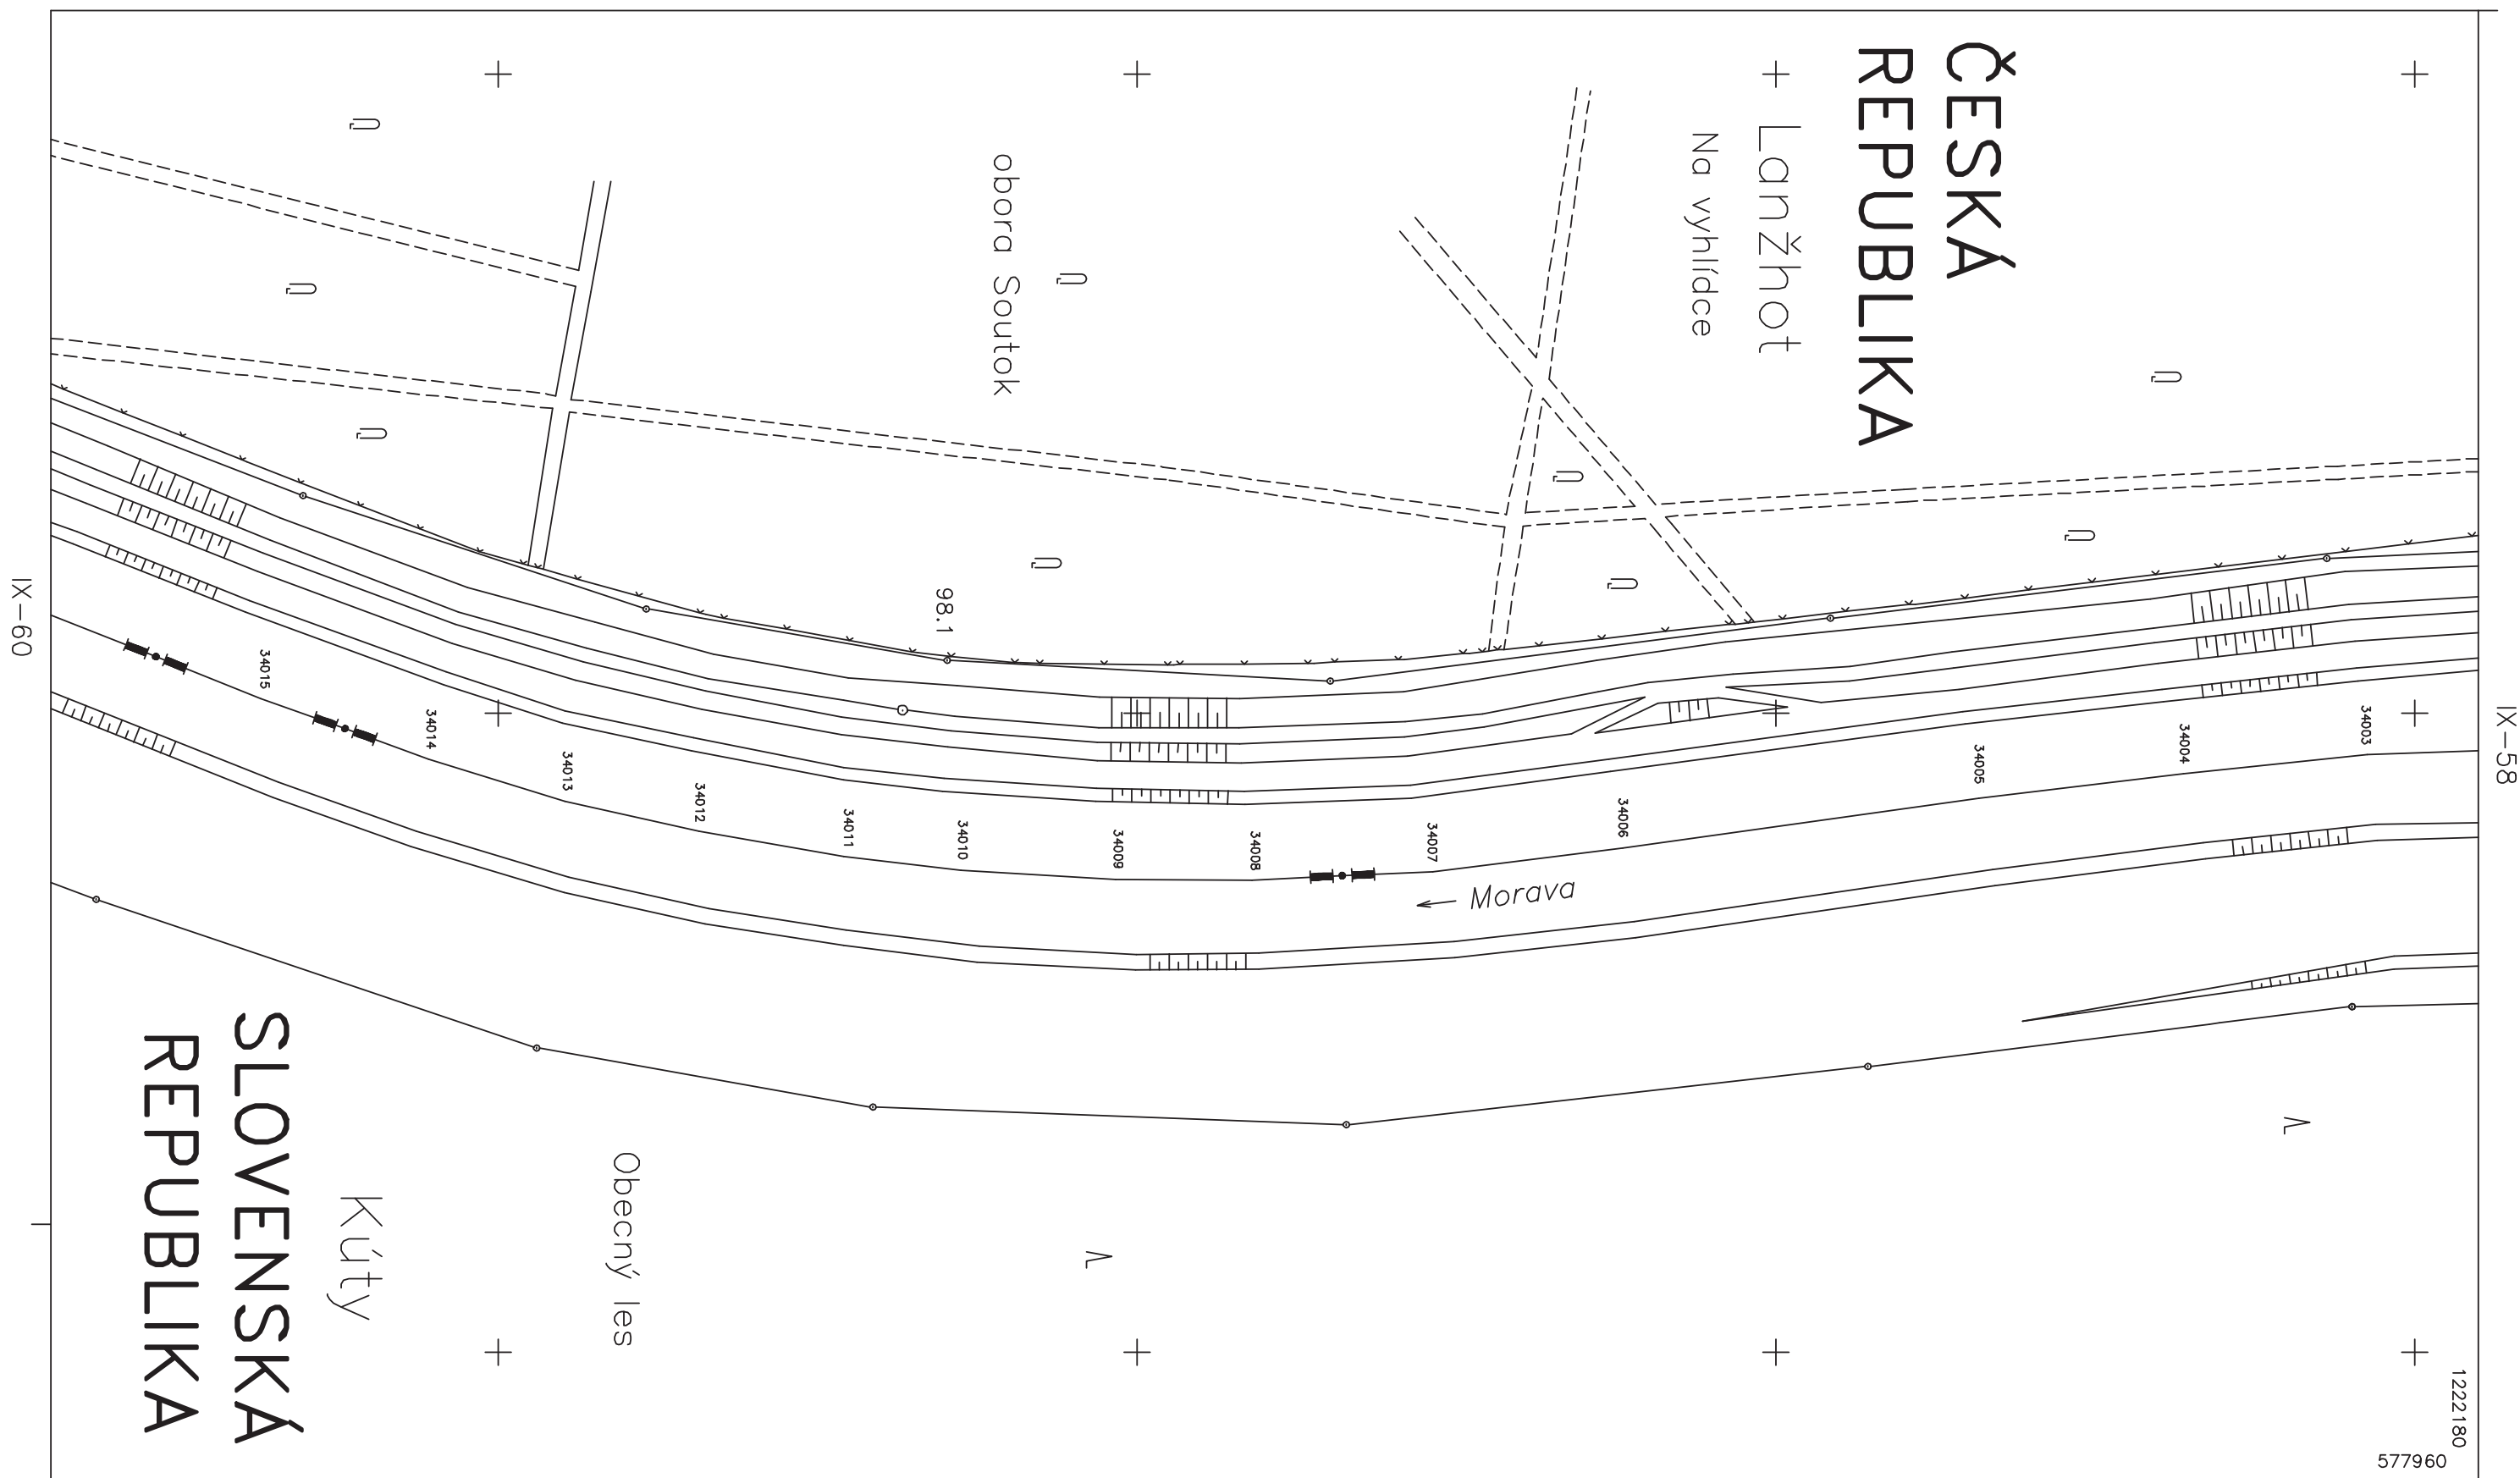 ČESKÁ
REPUBLIKA
Lanžhot
Na vyhlídce
obora Soutok
98.1
IX-58
IX-60
34003
34004
34005
34006
34007
34008
34009
34010
34011
34012
34013
34014
34015
Morava
Obecný les
Kúty
SLOVENSKÁ
REPUBLIKA
1222180
577960